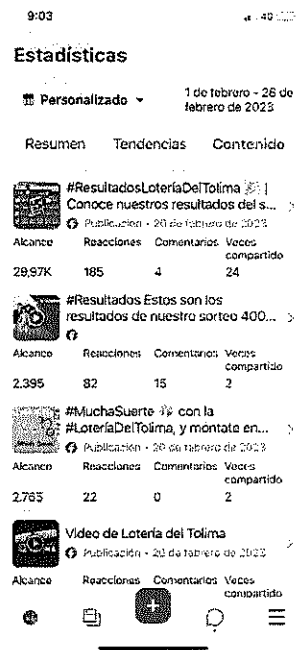 9:03
4G
Estadísticas
Personalizado
1 de febrero - 28 de
febrero de 2023
Resumen Tendencias Contenido
#ResultadosLoteríaDelTolima |
Conoce nuestros resultados del s...
Publicación - 20 de febrero de 2023
Alcance Reacciones Comentarios Veces
compartido
29,97K 185 4 24
#Resultados Estos son los
resultados de nuestro sorteo 400...
Alcance Reacciones Comentarios Veces
compartido
2.395 82 15 2
#MuchaSuerte con la
#LoteríaDelTolima, y móntate en...
Publicación - 20 de febrero de 2023
Alcance Reacciones Comentarios Veces
compartido
2.765 22 0 2
Video de Lotería del Tolima
Publicación - 20 de febrero de 2023
Alcance Reacciones Comentarios Veces
compartido